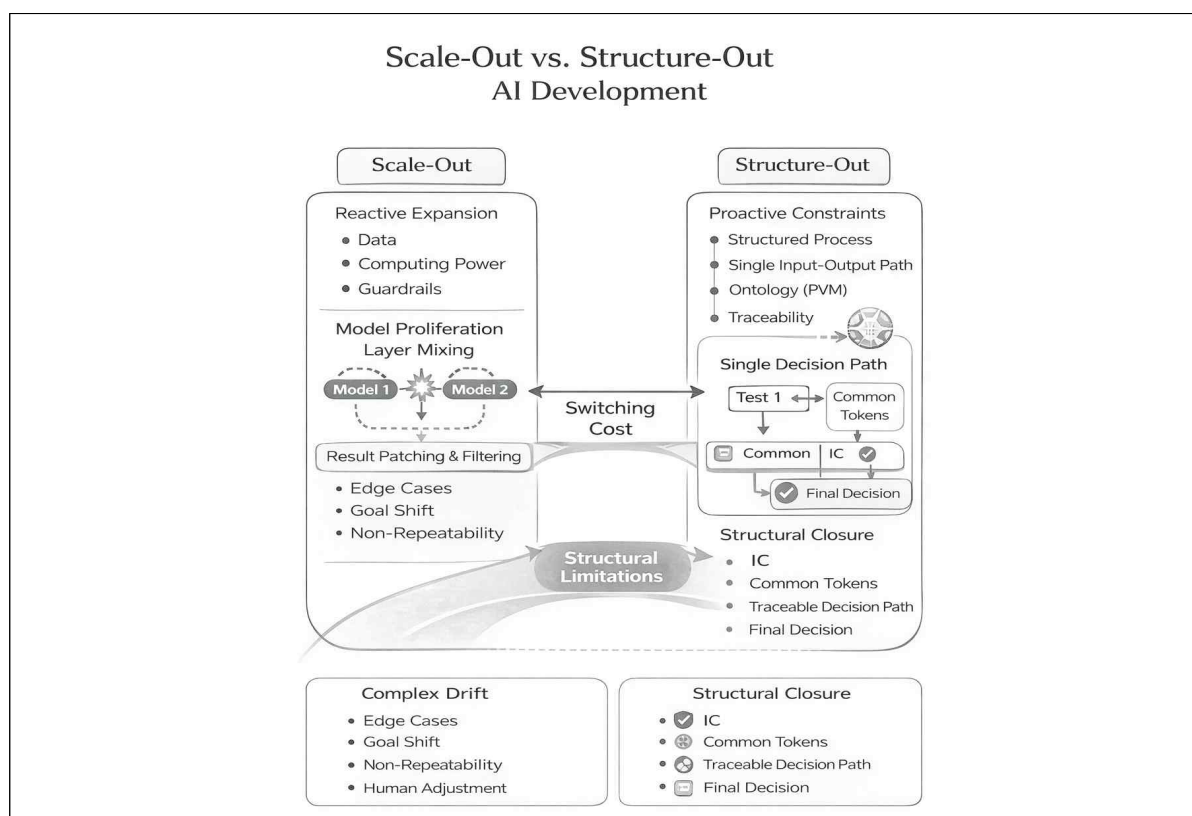 Scale-Out vs. Structure-Out
AI Development
Scale-Out
Reactive Expansion
• Data
• Computing Power
• Guardrails
Model Proliferation
Layer Mixing
Model 1
Model 2
Result Patching & Filtering
• Edge Cases
• Goal Shift
• Non-Repeatability
Switching
Cost
Structural
Limitations
Structure-Out
Proactive Constraints
• Structured Process
• Single Input-Output Path
• Ontology (PVM)
• Traceability
Single Decision Path
Test 1
Common
Tokens
Common
IC
Final Decision
Structural Closure
• IC
• Common Tokens
• Traceable Decision Path
• Final Decision
Complex Drift
• Edge Cases
• Goal Shift
• Non-Repeatability
• Human Adjustment
Structural Closure
• IC
• Common Tokens
• Traceable Decision Path
• Final Decision